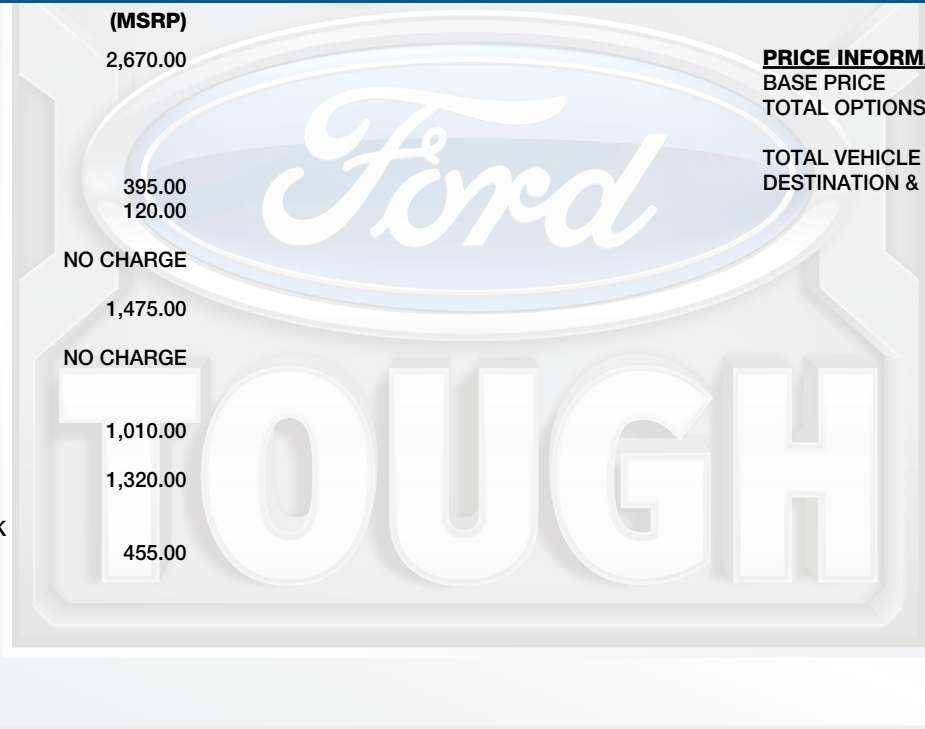 (MSRP)
2,670.00
395.00
120.00
NO CHARGE
1,475.00
NO CHARGE
1,010.00
1,320.00
K
455.00
PRICE INFORMA
BASE PRICE
TOTAL OPTIONS
TOTAL VEHICLE
DESTINATION &
Ford
TOUGH